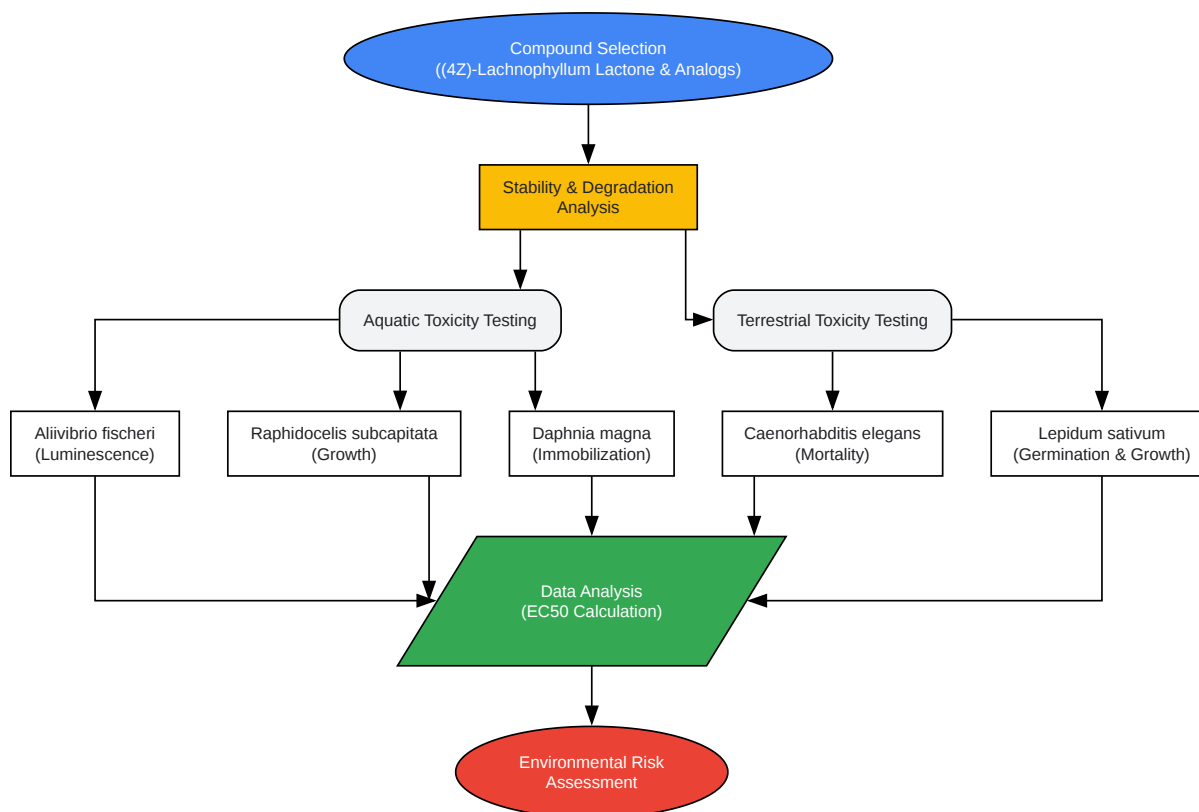 Compound Selection
((4Z)-Lachnophyllum Lactone & Analogs)
Stability & Degradation
Analysis
Aquatic Toxicity Testing
Terrestrial Toxicity Testing
Aliivibrio fischeri
(Luminescence)
Raphidocelis subcapitata
(Growth)
Daphnia magna
(Immobilization)
Caenorhabditis elegans
(Mortality)
Lepidum sativum
(Germination & Growth)
Data Analysis
(EC50 Calculation)
Environmental Risk
Assessment